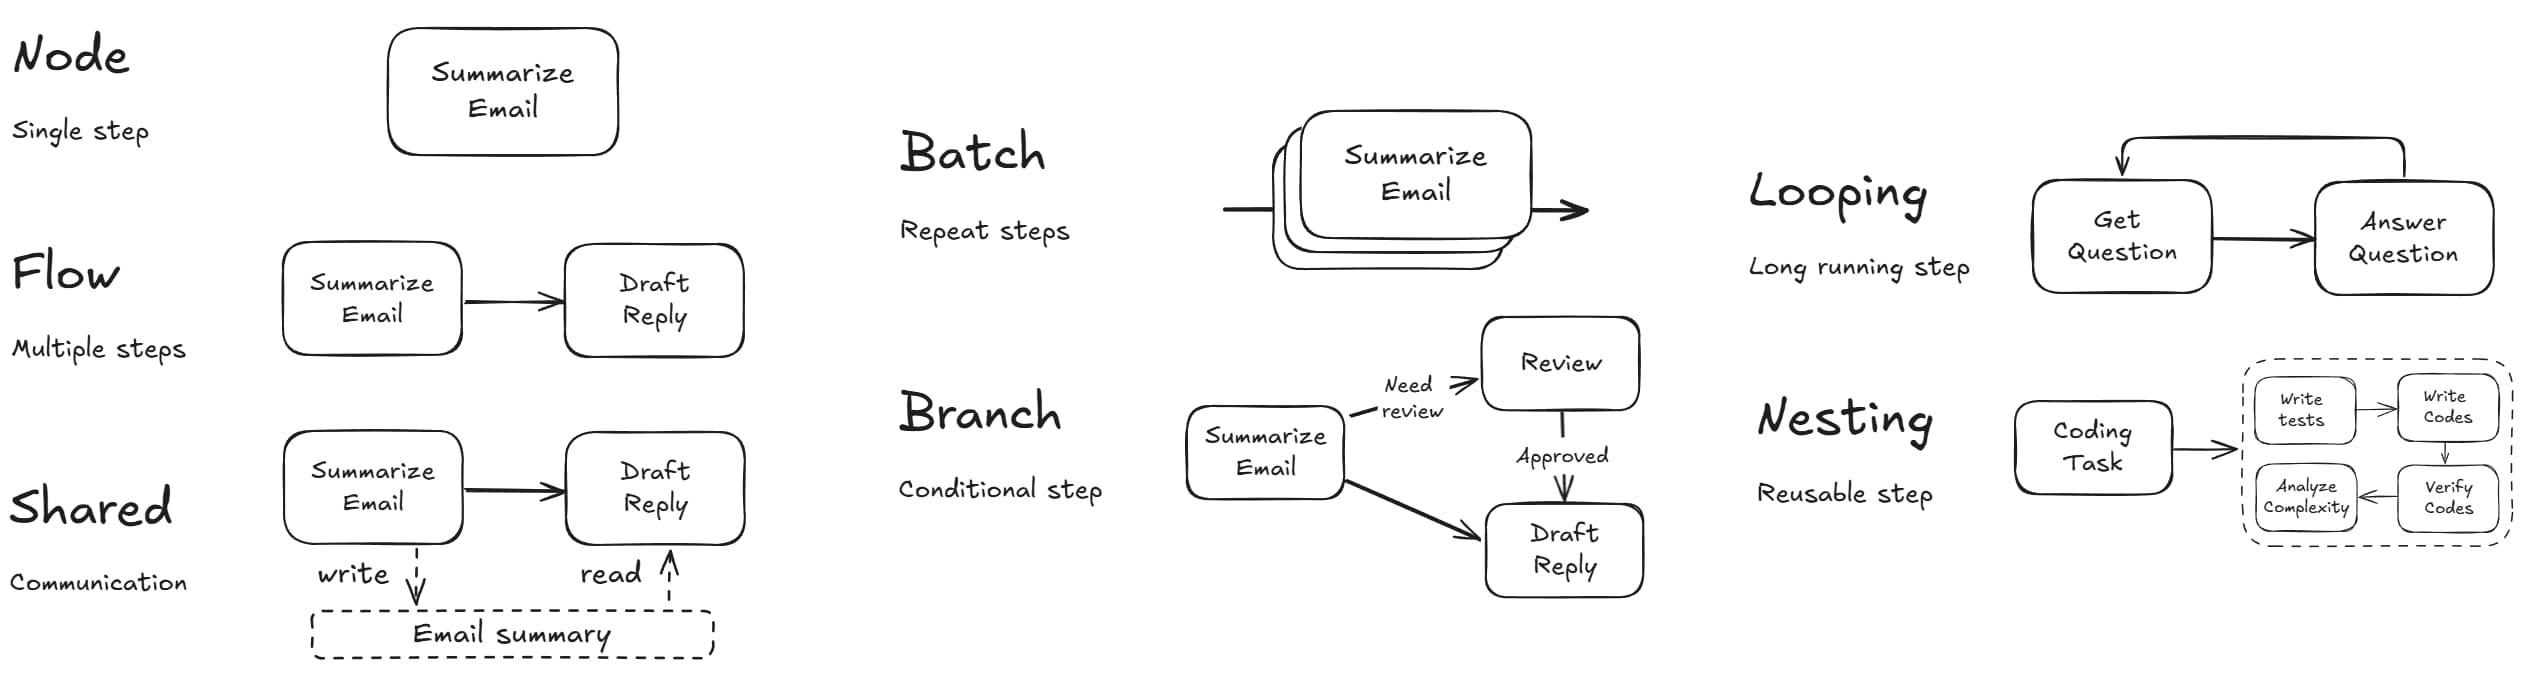 Node
Single step
Summarize
Email
Flow
Multiple steps
Summarize
Email
Draft
Reply
Shared
Communication
Summarize
Email
Draft
Reply
write
read
Email summary
Batch
Repeat steps
Summarize
Email
Branch
Conditional step
Summarize
Email
Need
review
Review
Approved
Draft
Reply
Looping
Long running step
Get
Question
Answer
Question
Nesting
Reusable step
Coding
Task
Write
tests
Write
Codes
Analyze
Complexity
Verify
Codes